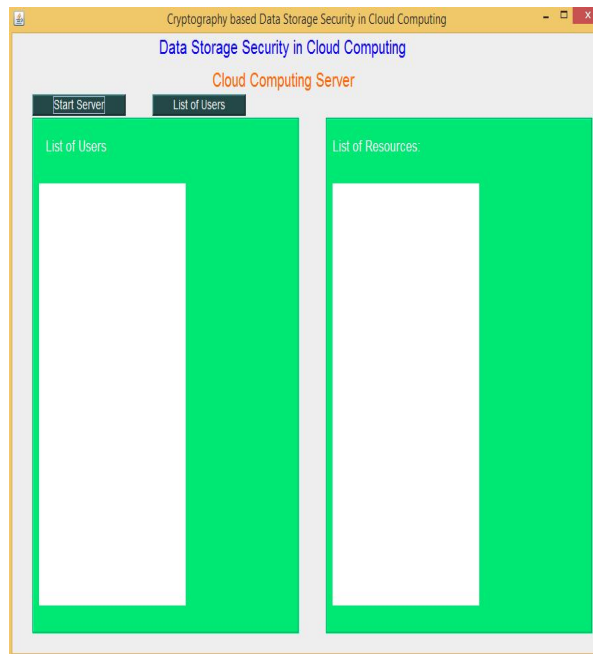 Cryptography based Data Storage Security in Cloud Computing
Data Storage Security in Cloud Computing
Cloud Computing Server
Start Server List of Users
List of Users List of Resources: